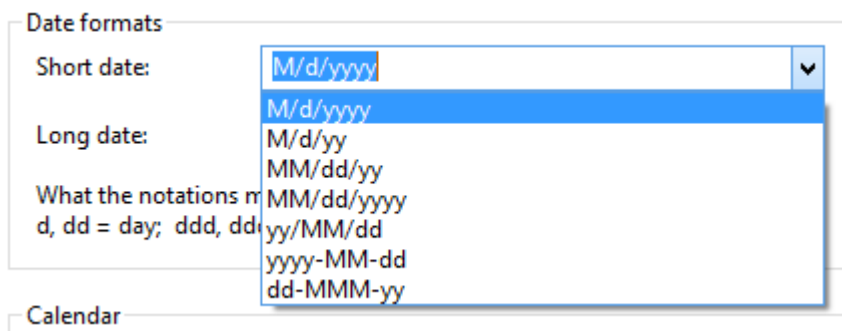 Date formats
Short date: M/d/yyyy
M/d/yyyy
Long date: M/d/yy
MM/dd/yy
What the notations m MM/dd/yyyy
d, dd = day; ddd, dd yy/MM/dd
yyyy-MM-dd
dd-MMM-yy
Calendar